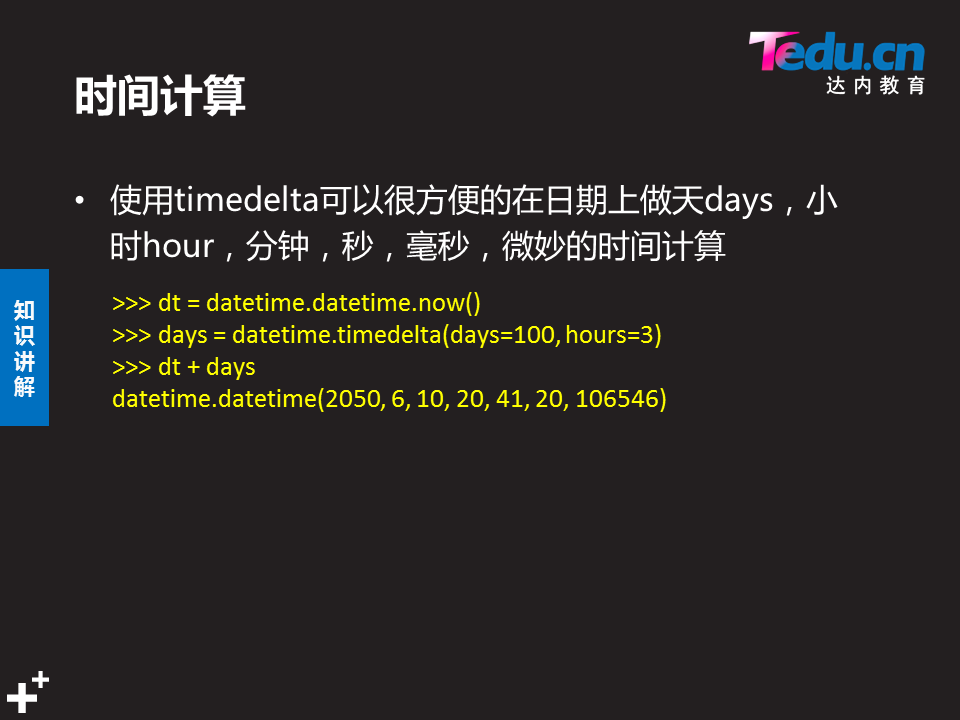 Tedu.cn
达内教育
时间计算
• 使用timedelta可以很方便的在日期上做天days，小
时hour，分钟，秒，毫秒，微妙的时间计算
>>> dt = datetime.datetime.now()
>>> days = datetime.timedelta(days=100, hours=3)
>>> dt + days
datetime.datetime(2050, 6, 10, 20, 41, 20, 106546)
知
识
讲
解